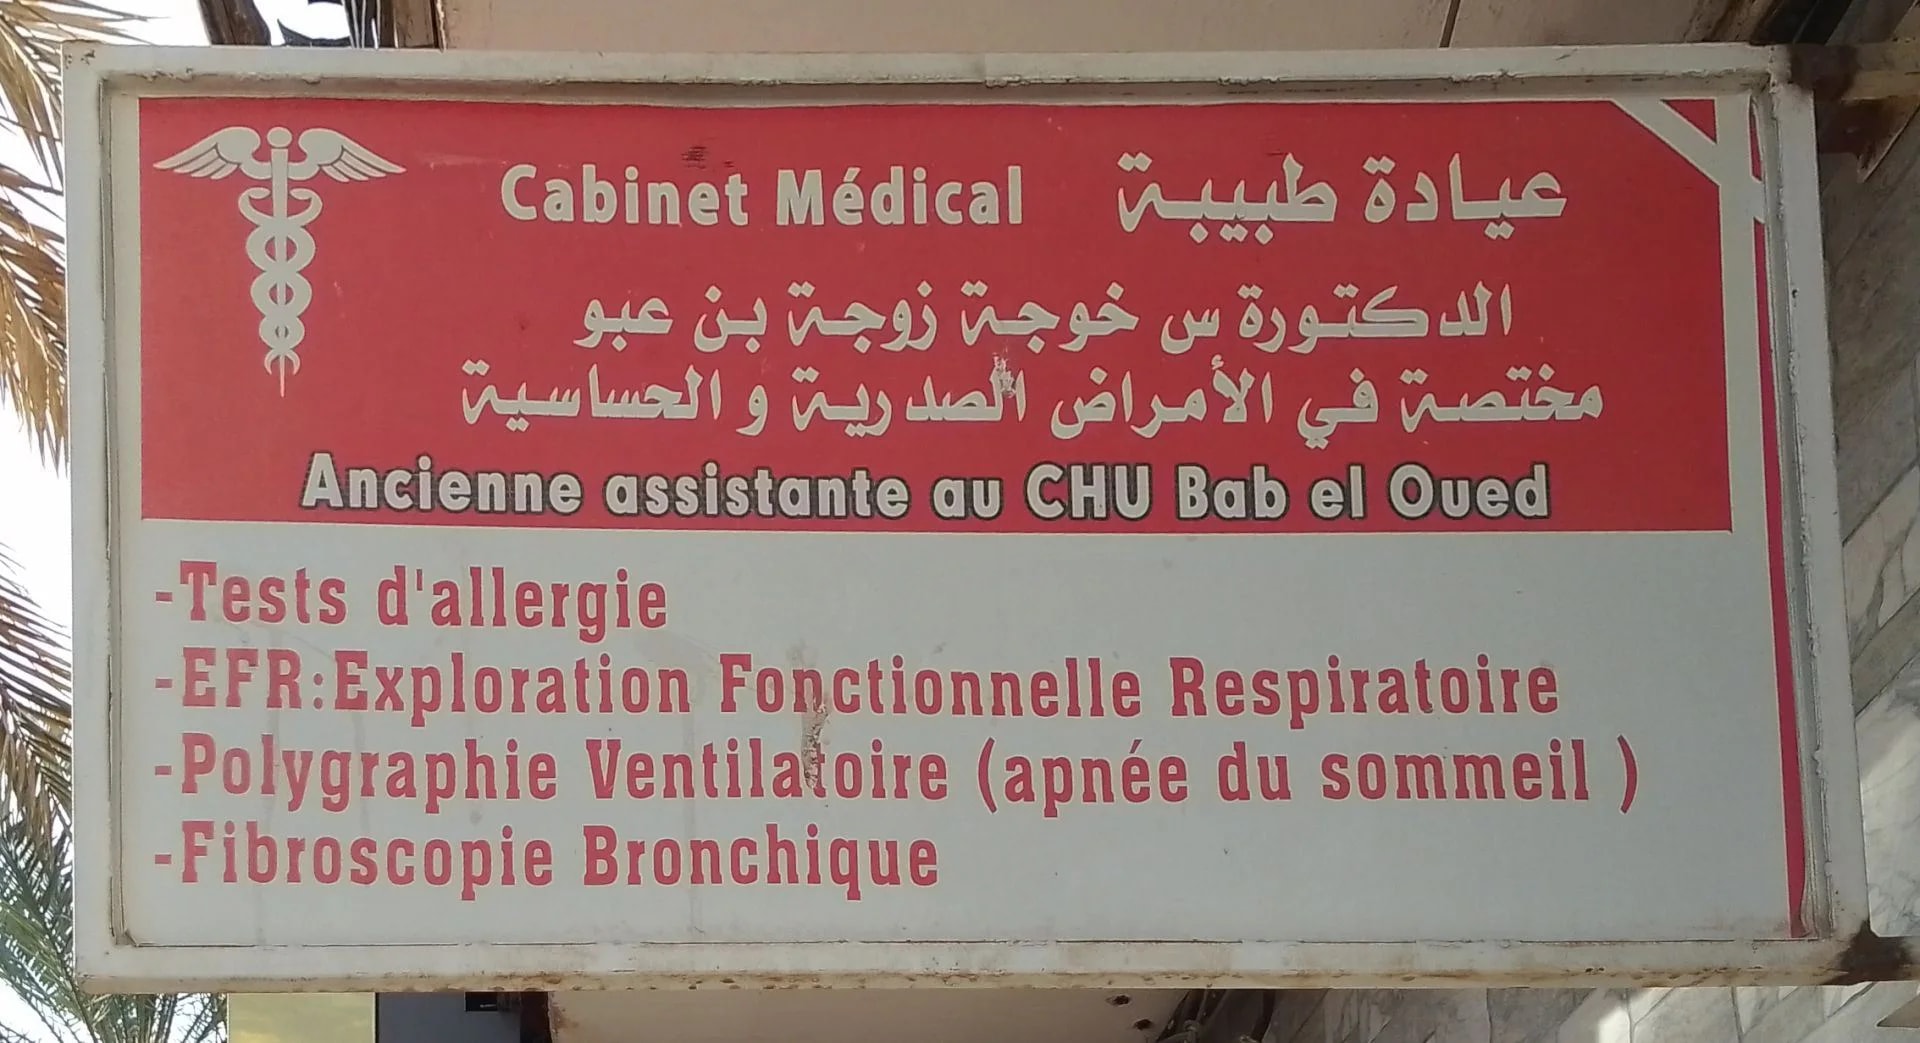 Cabinet Médical عيادة طبيبة
الدكتورة س خوجة زوجة بن عبو
مختصة في الأمراض الصدرية و الحساسية
Ancienne assistante au CHU Bab el Oued
-Tests d'allergie
-EFR:Exploration Fonctionnelle Respiratoire
-Polygraphie Ventilatoire (apnée du sommeil )
-Fibroscopie Bronchique